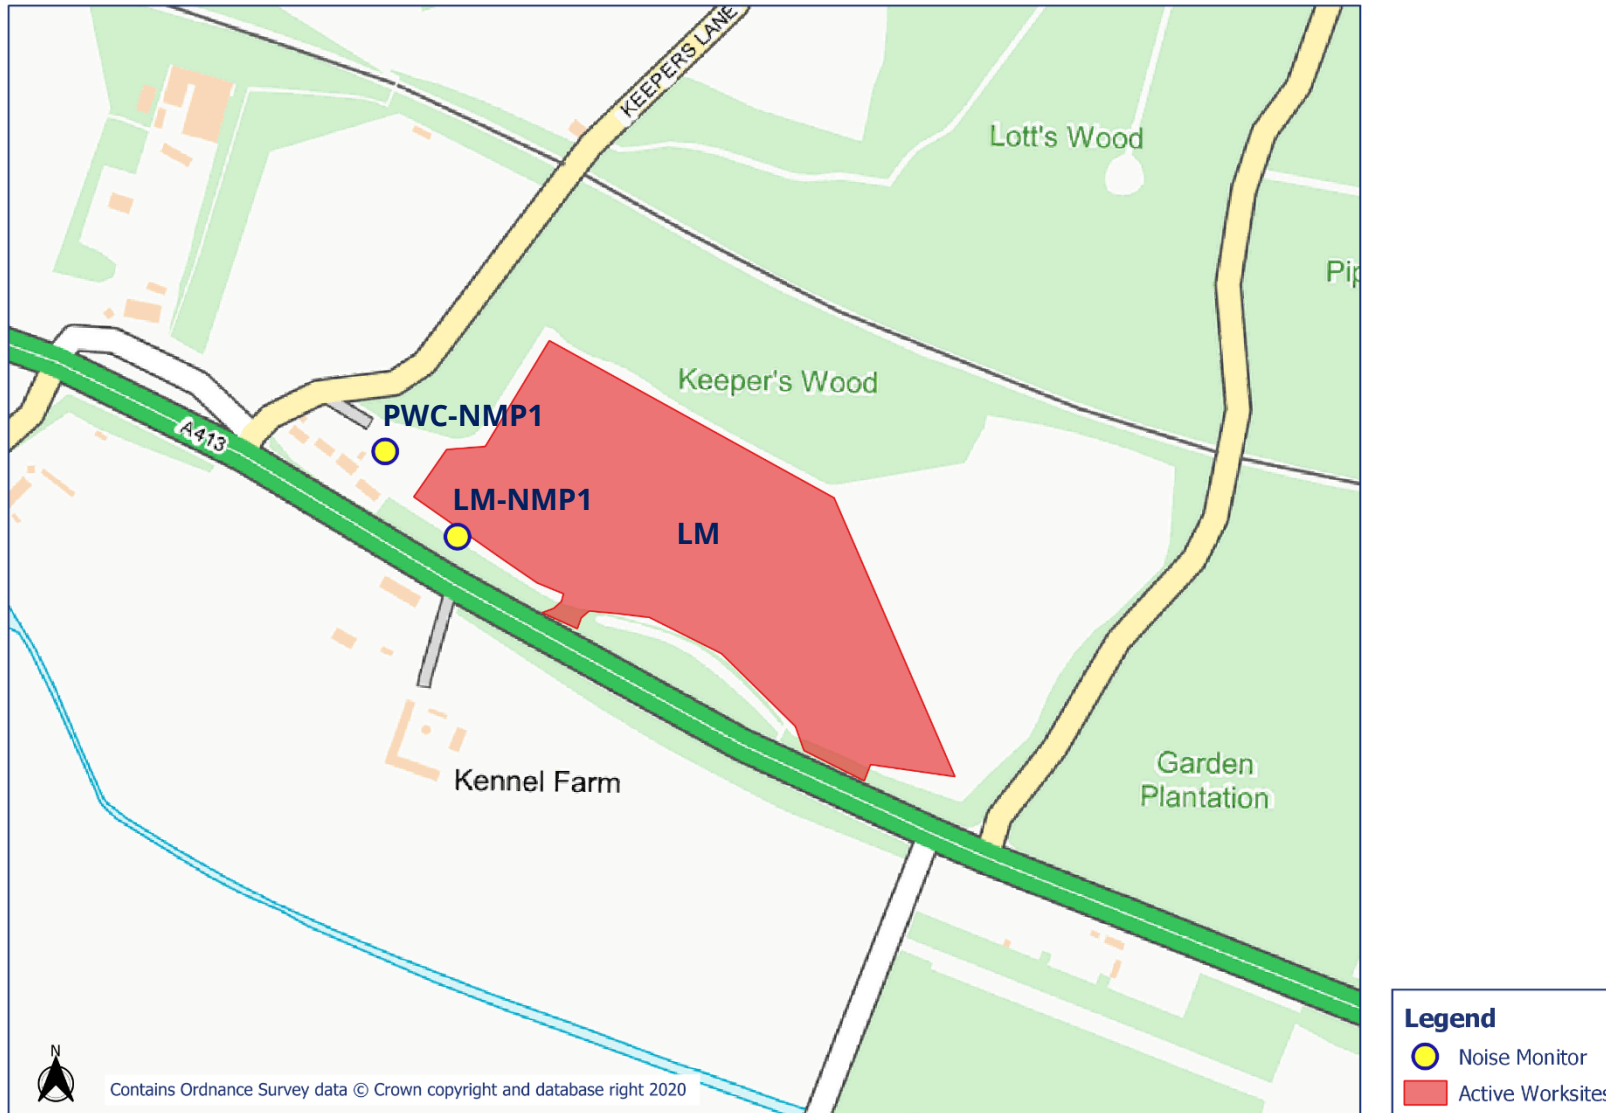 KEEPERS LANE
Lott's Wood
Keeper's Wood
PWC-NMP1
A413
LM-NMP1
LM
Garden
Plantation
Kennel Farm
Legend
Noise Monitor
Active Worksites
N
Contains Ordnance Survey data © Crown copyright and database right 2020